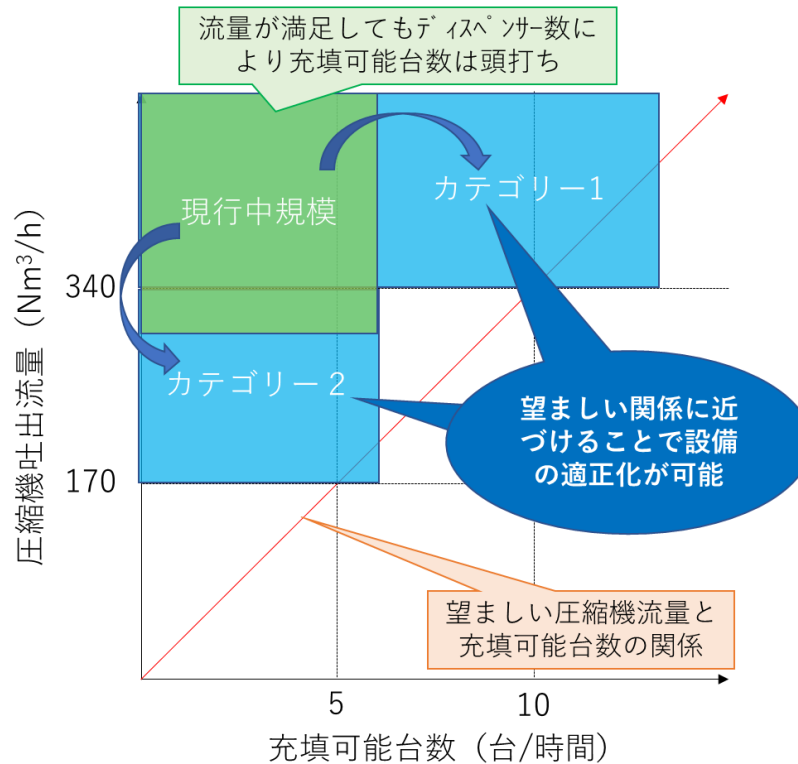 流量が満足してもﾃﾞｨｽﾍﾟﾝｻｰ数に
より充填可能台数は頭打ち
現行中規模
カテゴリー1
圧縮機吐出流量（Nm³/h）
340
カテゴリー２
望ましい関係に近
づけることで設備
の適正化が可能
170
望ましい圧縮機流量と
充填可能台数の関係
5
10
充填可能台数（台/時間）